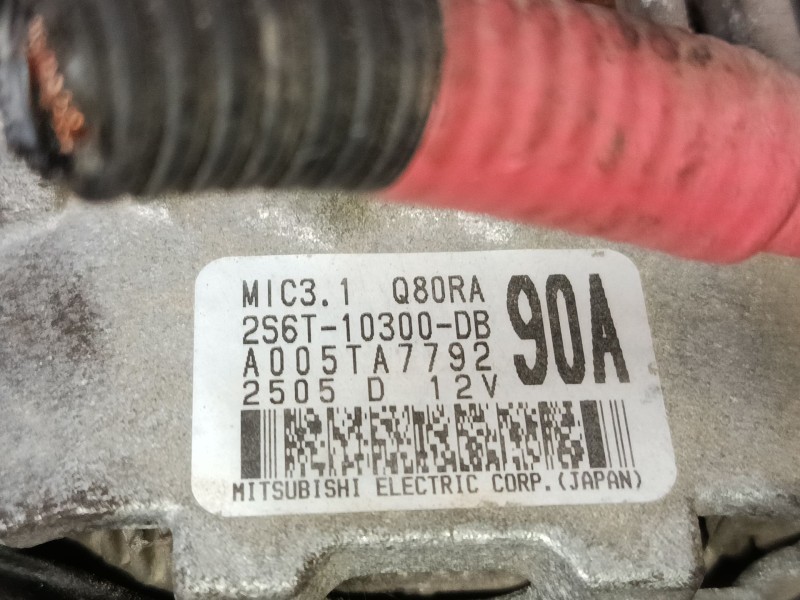 MIC3.1 Q80RA
2S6T-10300-DB 90A
A005TA7792
2505 D 12V
MITSUBISHI ELECTRIC CORP.(JAPAN)